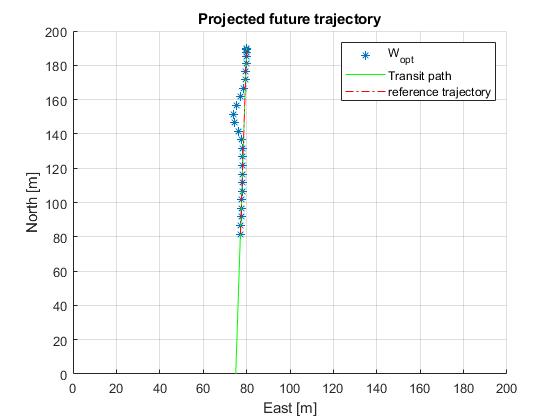 Projected future trajectory
W_opt
Transit path
reference trajectory
North [m]
200
180
160
140
120
100
80
60
40
20
0
0 20 40 60 80 100 120 140 160 180 200
East [m]